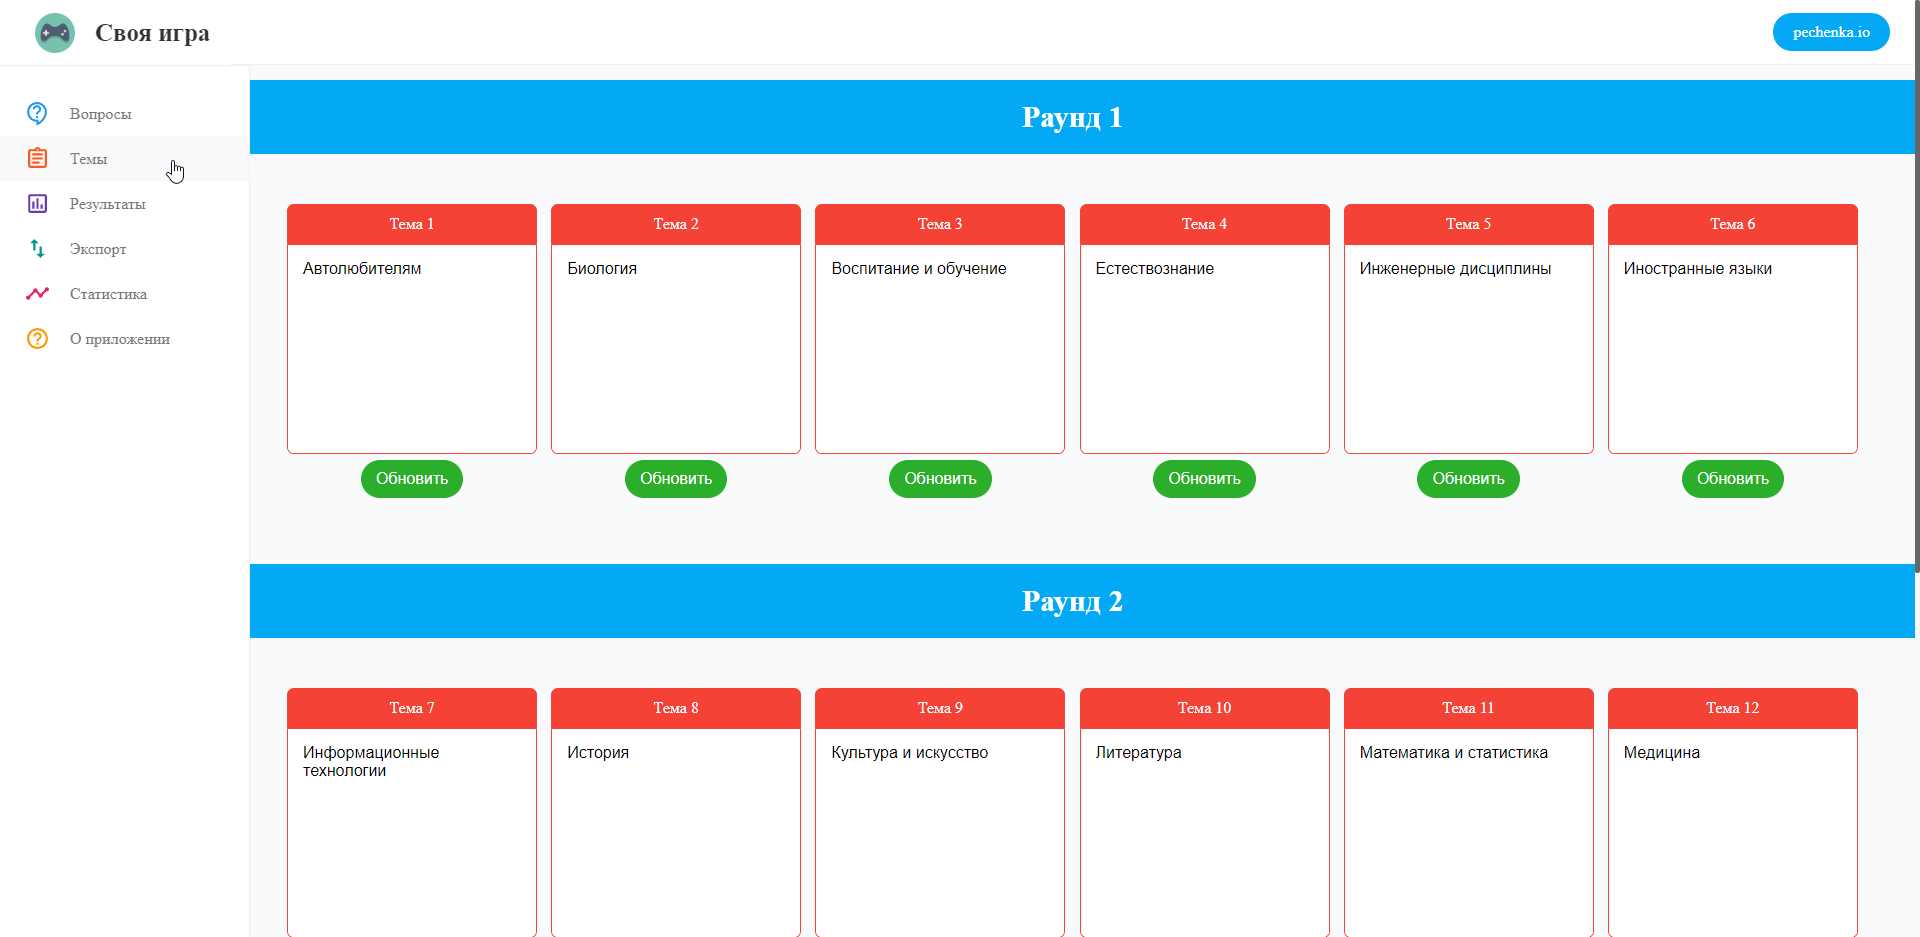 Своя игра
pechenka.io
Вопросы
Темы
Результаты
Экспорт
Статистика
О приложении
Раунд 1
Тема 1
Тема 2
Тема 3
Тема 4
Тема 5
Тема 6
Автолюбителям
Биология
Воспитание и обучение
Естествознание
Инженерные дисциплины
Иностранные языки
Обновить
Обновить
Обновить
Обновить
Обновить
Обновить
Раунд 2
Тема 7
Тема 8
Тема 9
Тема 10
Тема 11
Тема 12
Информационные
технологии
История
Культура и искусство
Литература
Математика и статистика
Медицина